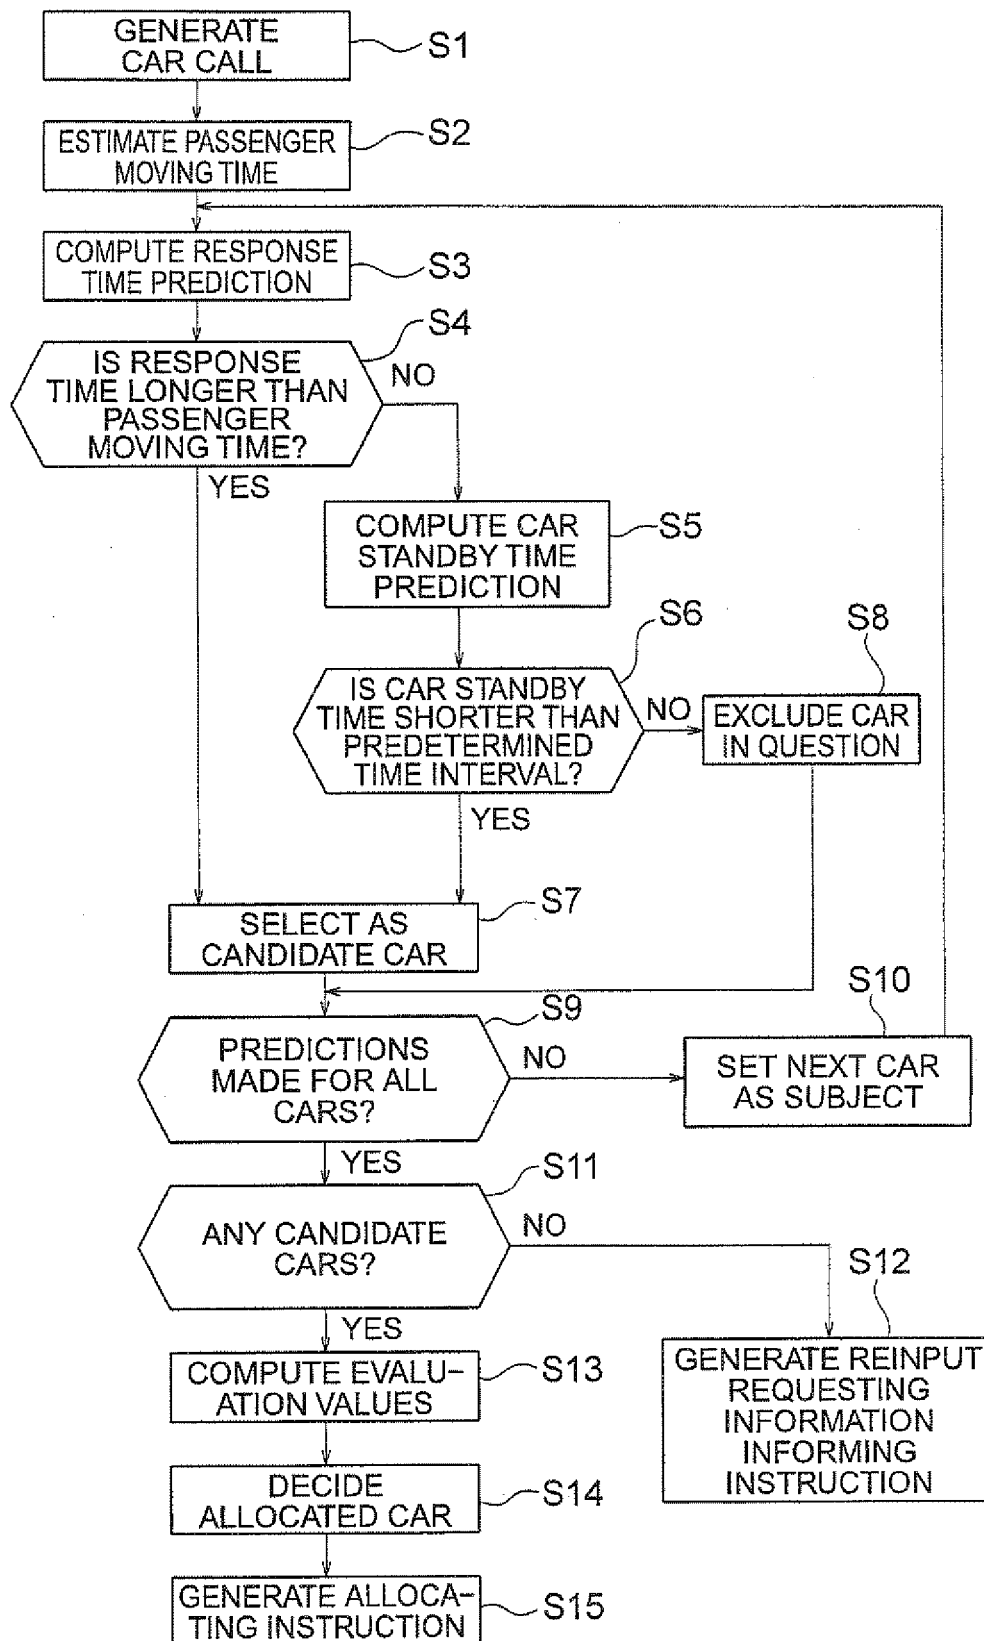 GENERATE
CAR CALL
S1
ESTIMATE PASSENGER
MOVING TIME
S2
COMPUTE RESPONSE
TIME PREDICTION
S3
S4
IS RESPONSE
TIME LONGER THAN
PASSENGER
MOVING TIME?
NO
YES
COMPUTE CAR
STANDBY TIME
PREDICTION
S5
S6
IS CAR STANDBY
TIME SHORTER THAN
PREDETERMINED
TIME INTERVAL?
NO
YES
S8
EXCLUDE CAR
IN QUESTION
SELECT AS
CANDIDATE CAR
S7
S9
PREDICTIONS
MADE FOR ALL
CARS?
NO
YES
S10
SET NEXT CAR
AS SUBJECT
S11
ANY CANDIDATE
CARS?
NO
YES
S12
GENERATE REINPUT
REQUESTING
INFORMATION
INFORMING
INSTRUCTION
COMPUTE EVALU-
ATION VALUES
S13
DECIDE
ALLOCATED CAR
S14
GENERATE ALLOCA-
TING INSTRUCTION
S15